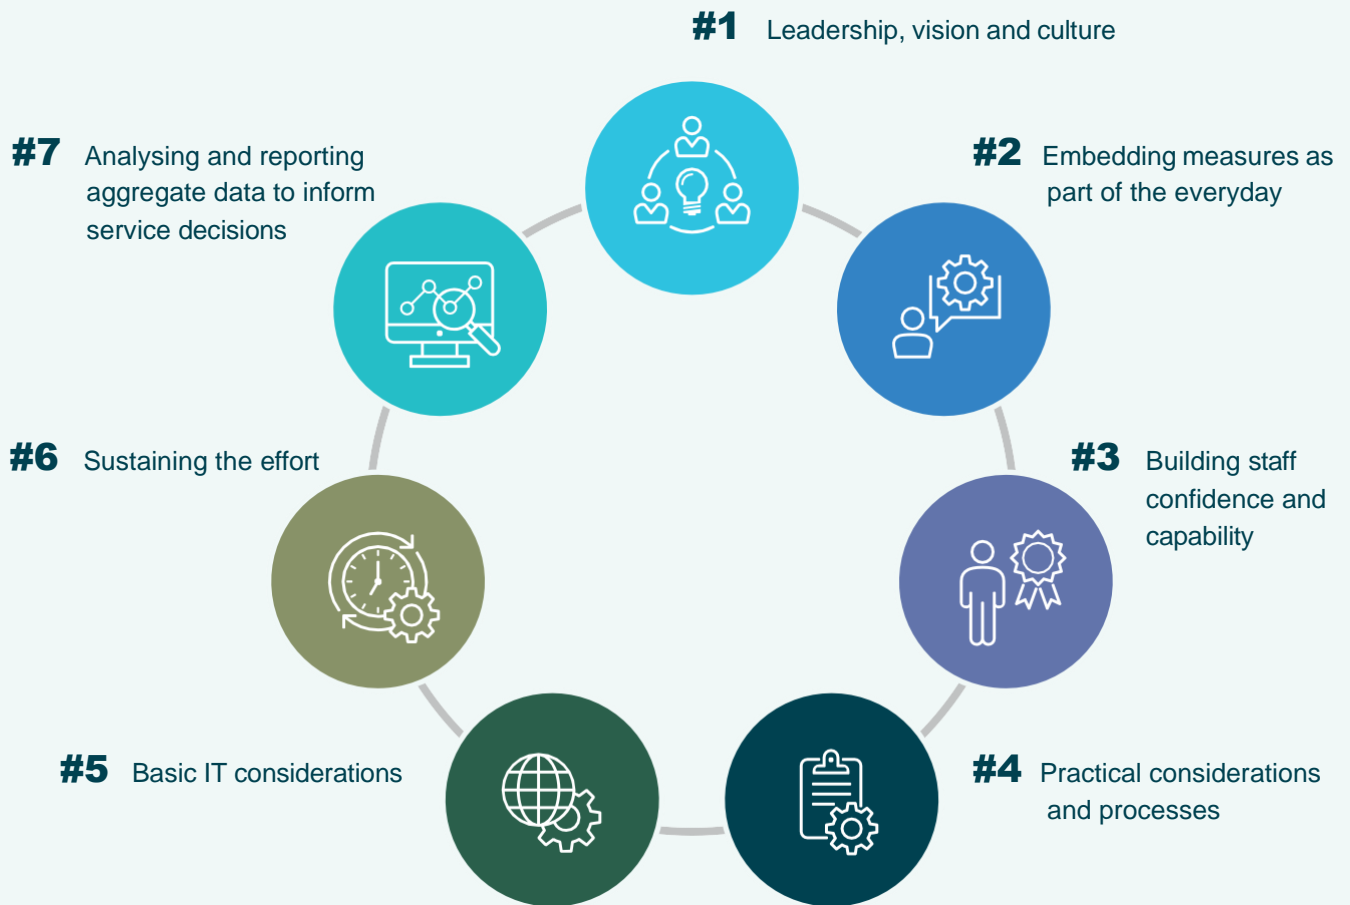 #1 Leadership, vision and culture
#2 Embedding measures as
part of the everyday
#3 Building staff
confidence and
capability
#4 Practical considerations
and processes
#5 Basic IT considerations
#6 Sustaining the effort
#7 Analysing and reporting
aggregate data to inform
service decisions